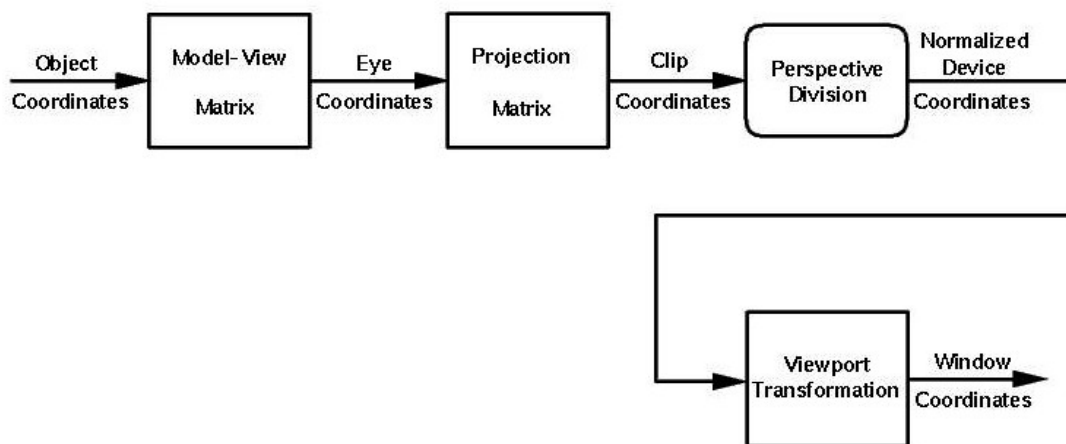 Object
Coordinates
Model-View
Matrix
Eye
Coordinates
Projection
Matrix
Clip
Coordinates
Perspective
Division
Normalized
Device
Coordinates
Viewport
Transformation
Window
Coordinates